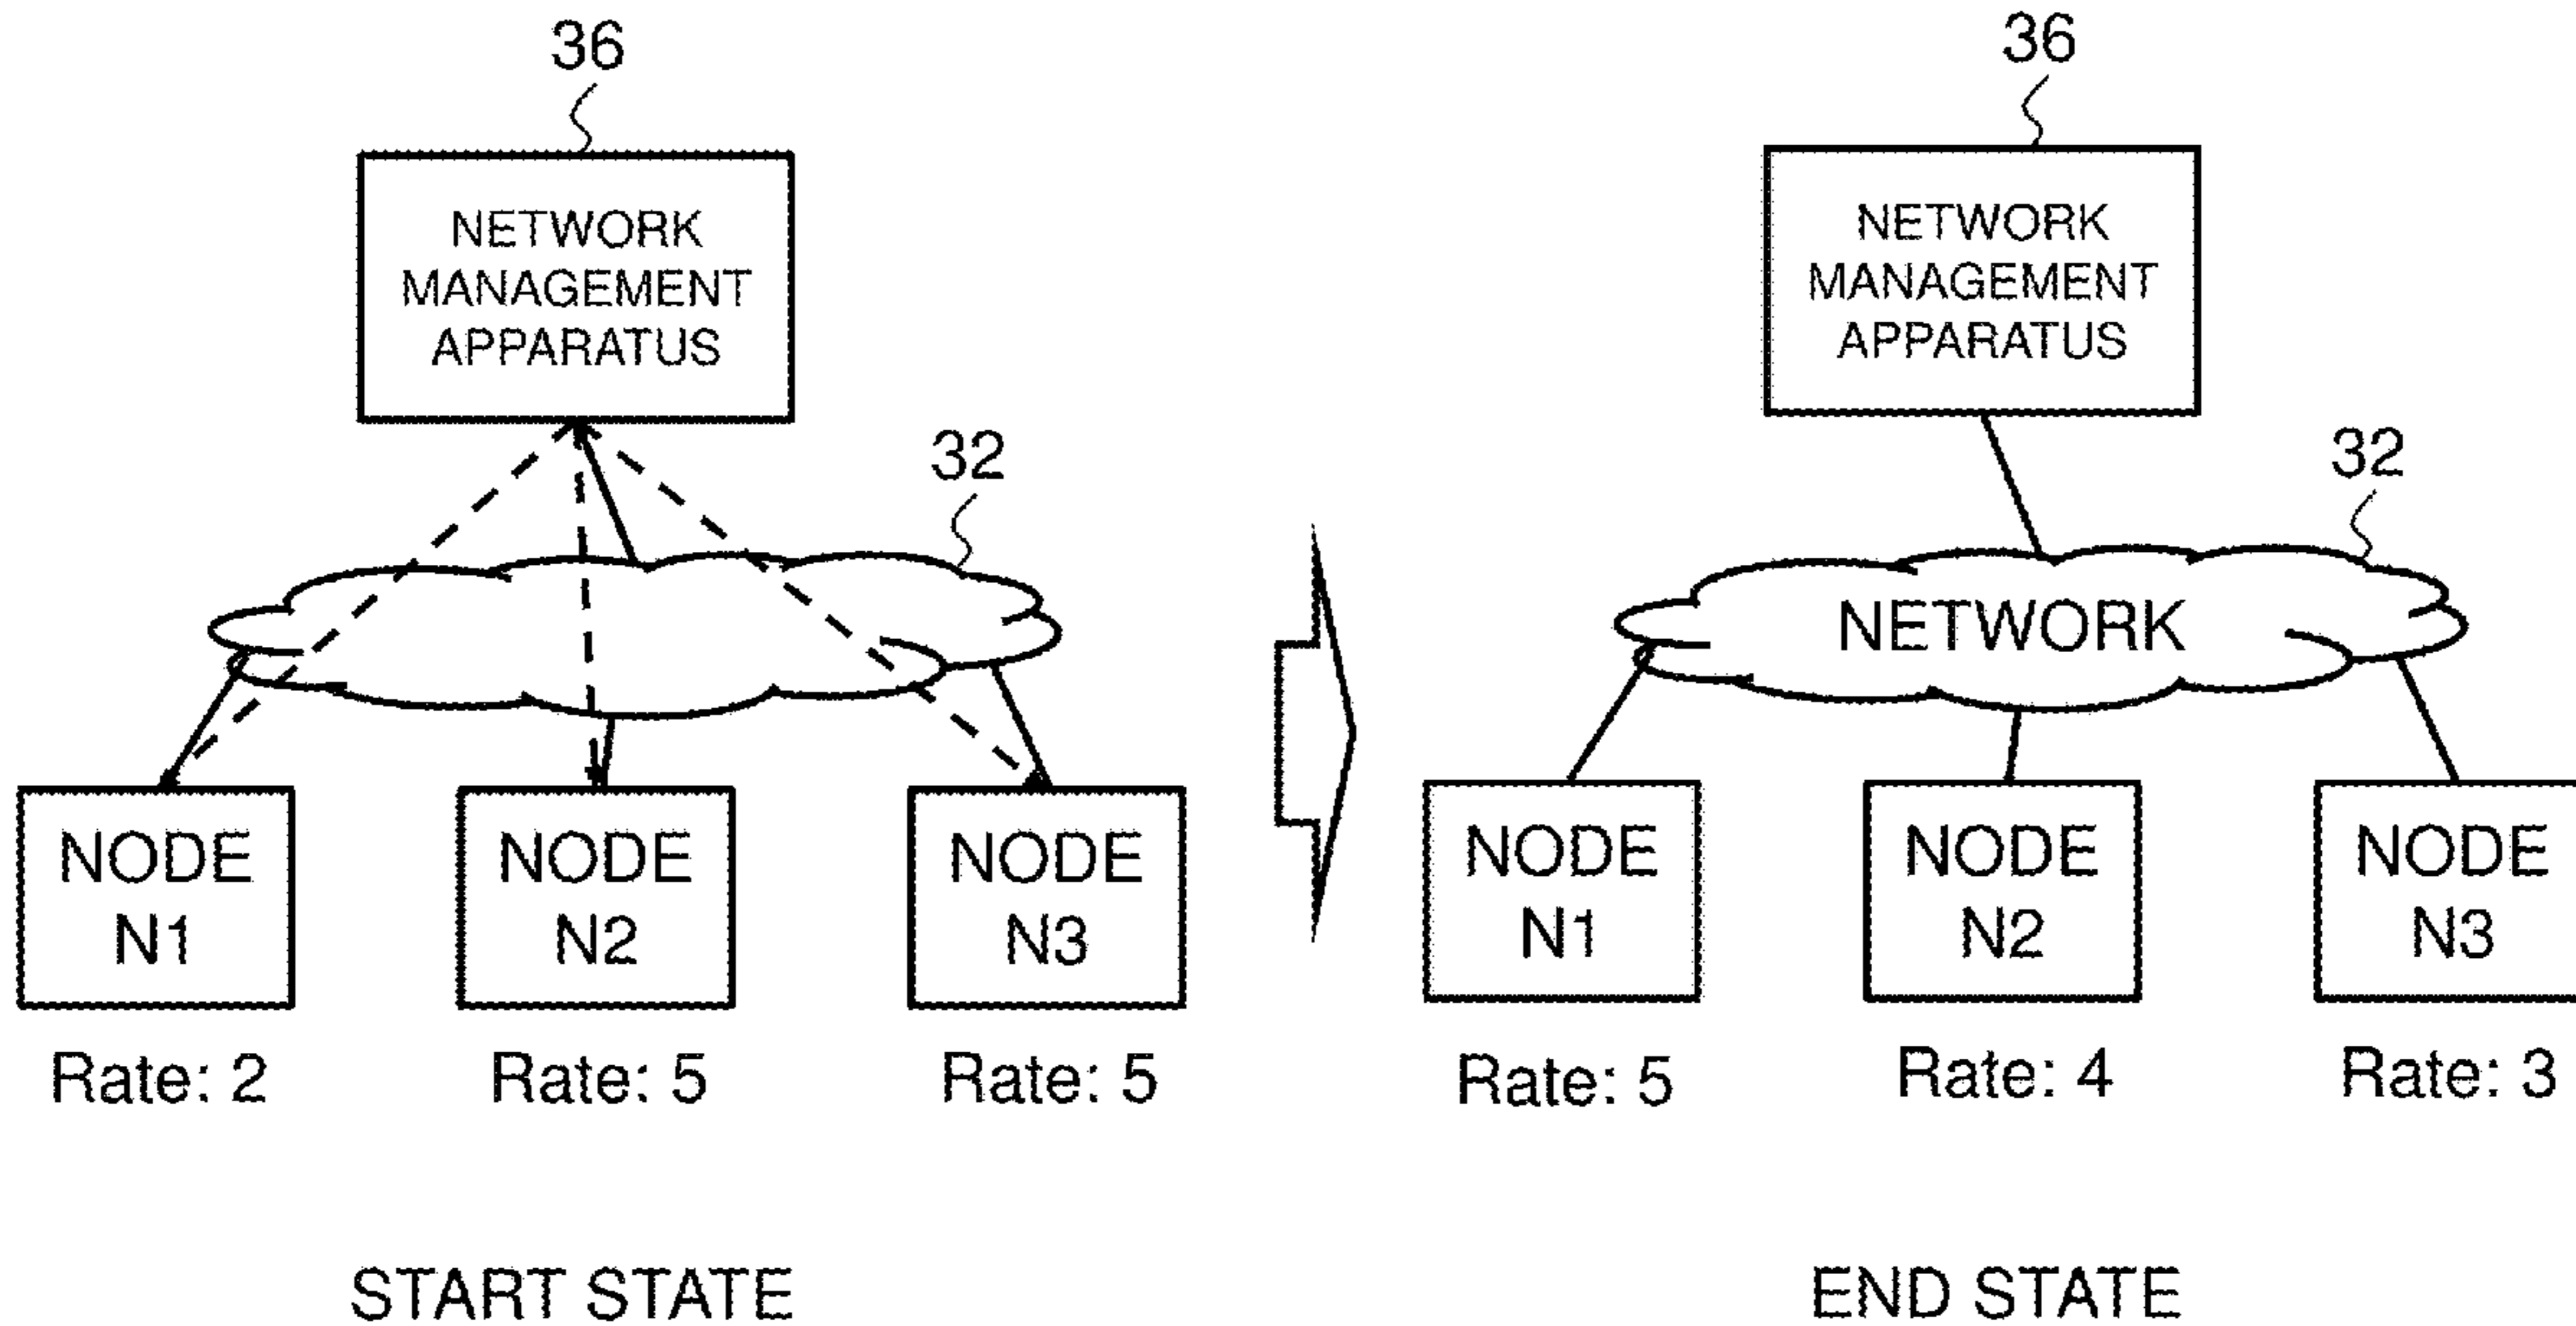 36
NETWORK
MANAGEMENT
APPARATUS
32
NODE
N1
NODE
N2
NODE
N3
Rate: 2
Rate: 5
Rate: 5
START STATE
36
NETWORK
MANAGEMENT
APPARATUS
32
NETWORK
NODE
N1
NODE
N2
NODE
N3
Rate: 5
Rate: 4
Rate: 3
END STATE